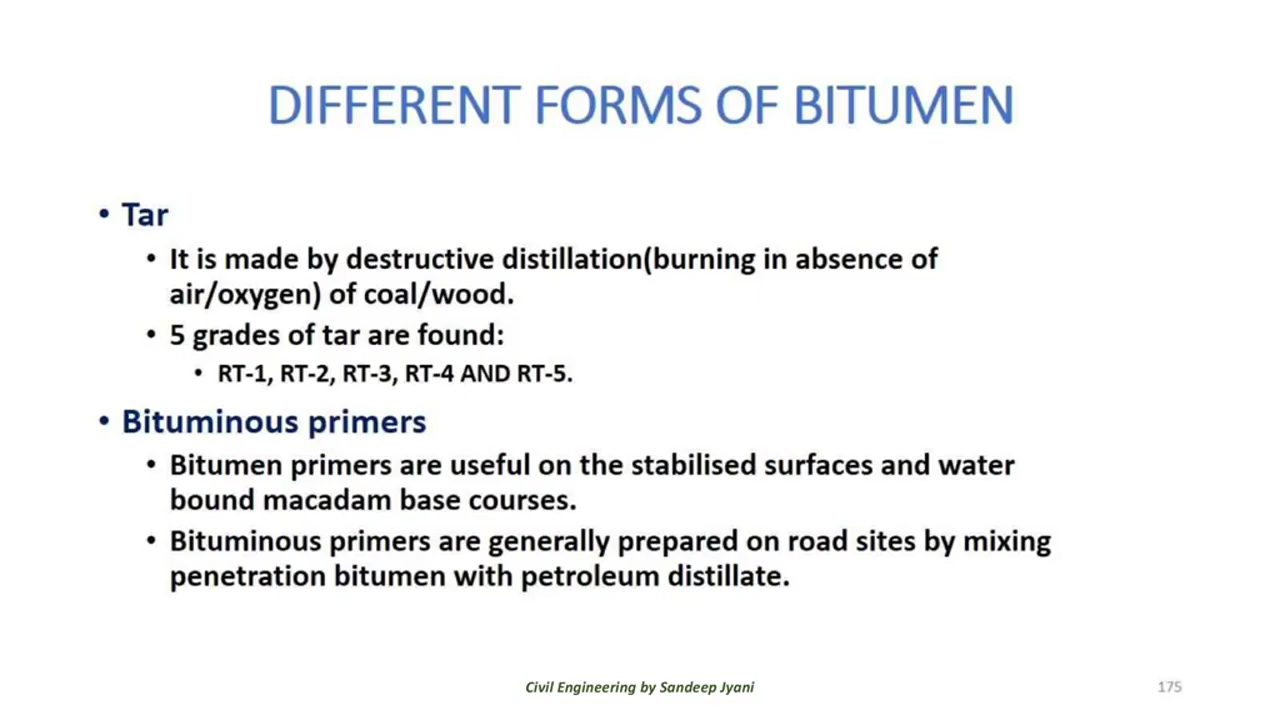 DIFFERENT FORMS OF BITUMEN
• Tar
• It is made by destructive distillation(burning in absence of
air/oxygen) of coal/wood.
• 5 grades of tar are found:
• RT-1, RT-2, RT-3, RT-4 AND RT-5.
• Bituminous primers
• Bitumen primers are useful on the stabilised surfaces and water
bound macadam base courses.
• Bituminous primers are generally prepared on road sites by mixing
penetration bitumen with petroleum distillate.
Civil Engineering by Sandeep Jyani
175